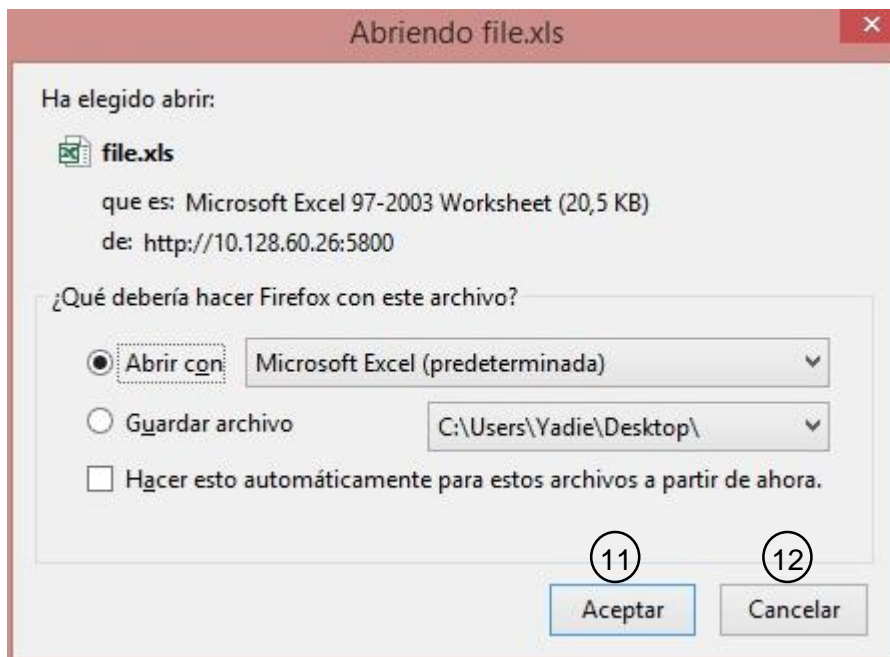 Abriendo file.xls
Ha elegido abrir:
file.xls
que es: Microsoft Excel 97-2003 Worksheet (20,5 KB)
de: http://10.128.60.26:5800
¿Qué debería hacer Firefox con este archivo?
Abrir con Microsoft Excel (predeterminada)
Guardar archivo C:\Users\Yadie\Desktop\
Hacer esto automáticamente para estos archivos a partir de ahora.
11 12
Aceptar Cancelar